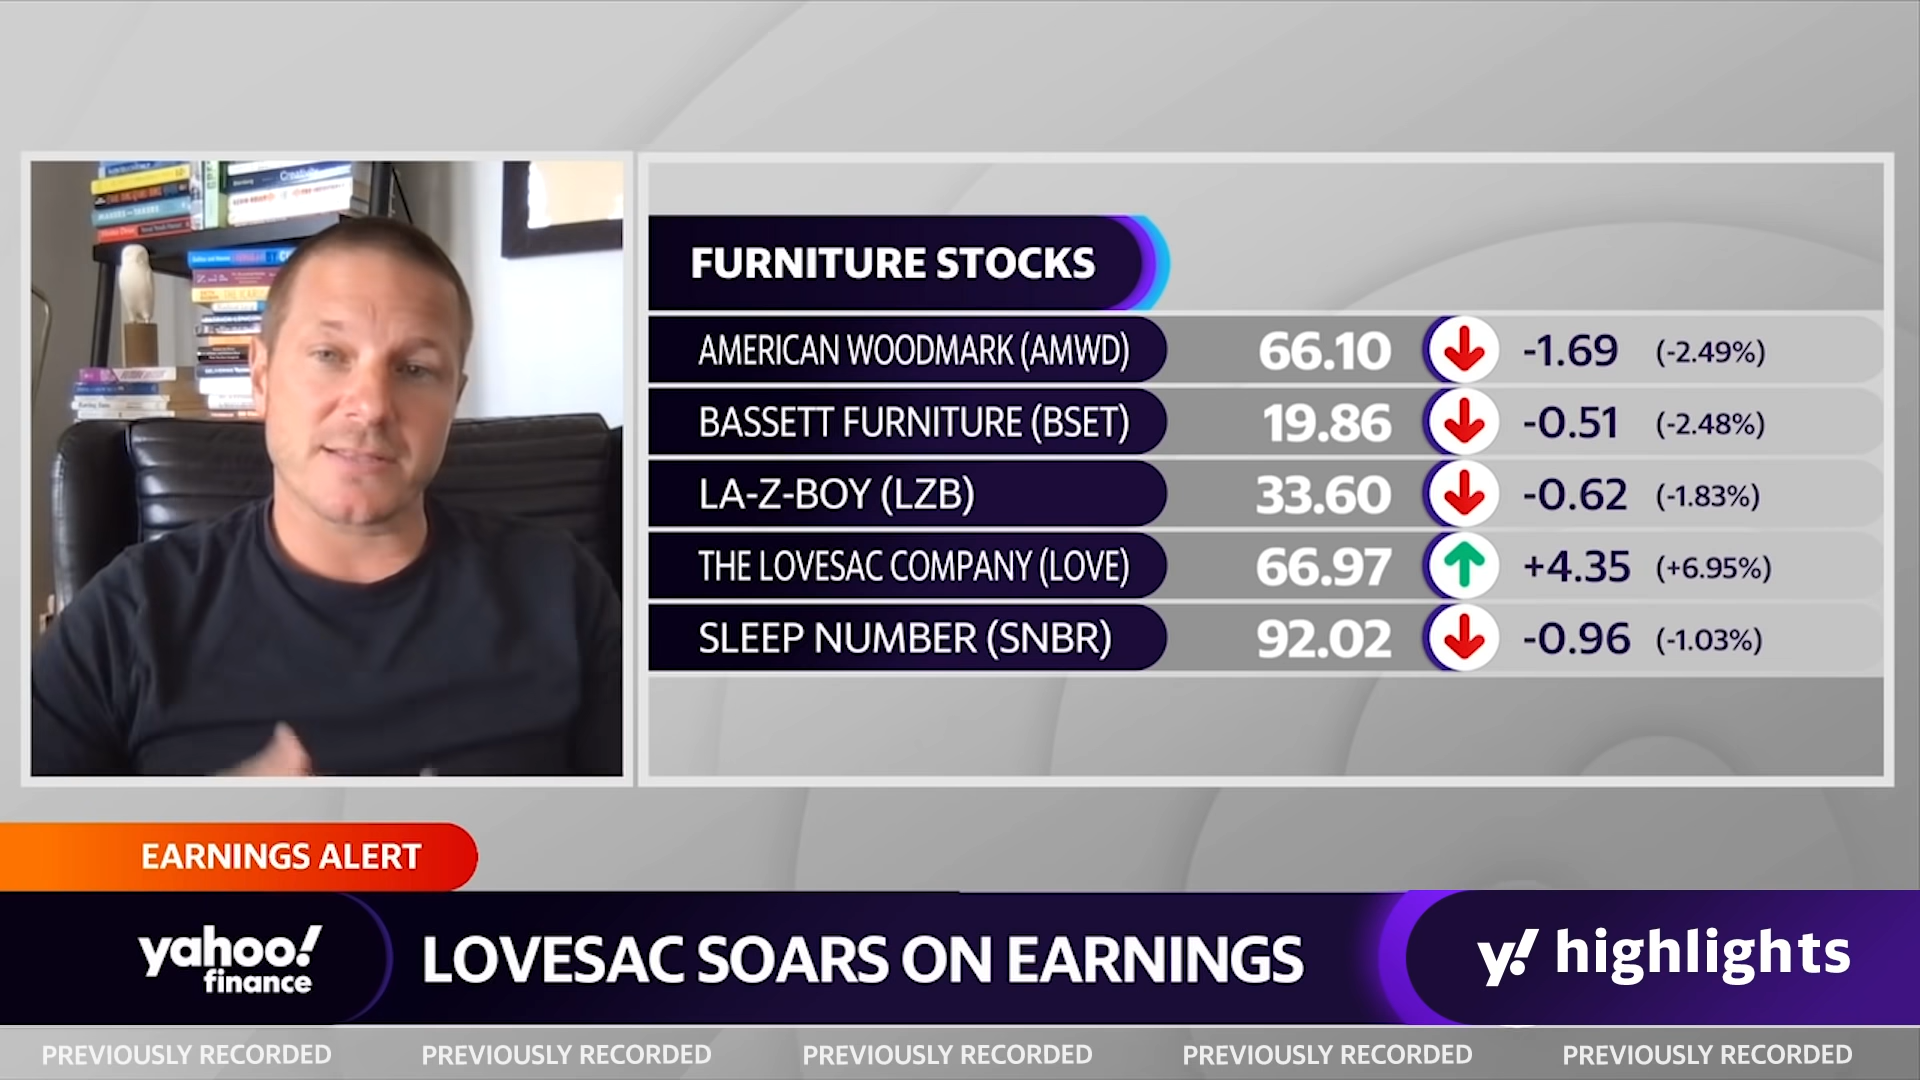 Creativity
MAKERS TAKERS
FURNITURE STOCKS
AMERICAN WOODMARK (AMWD) 66.10 -1.69 (-2.49%)
BASSETT FURNITURE (BSET) 19.86 -0.51 (-2.48%)
LA-Z-BOY (LZB) 33.60 -0.62 (-1.83%)
THE LOVESAC COMPANY (LOVE) 66.97 +4.35 (+6.95%)
SLEEP NUMBER (SNBR) 92.02 -0.96 (-1.03%)
EARNINGS ALERT
yahoo!
finance
LOVESAC SOARS ON EARNINGS
y! highlights
PREVIOUSLY RECORDED PREVIOUSLY RECORDED PREVIOUSLY RECORDED PREVIOUSLY RECORDED PREVIOUSLY RECORDED